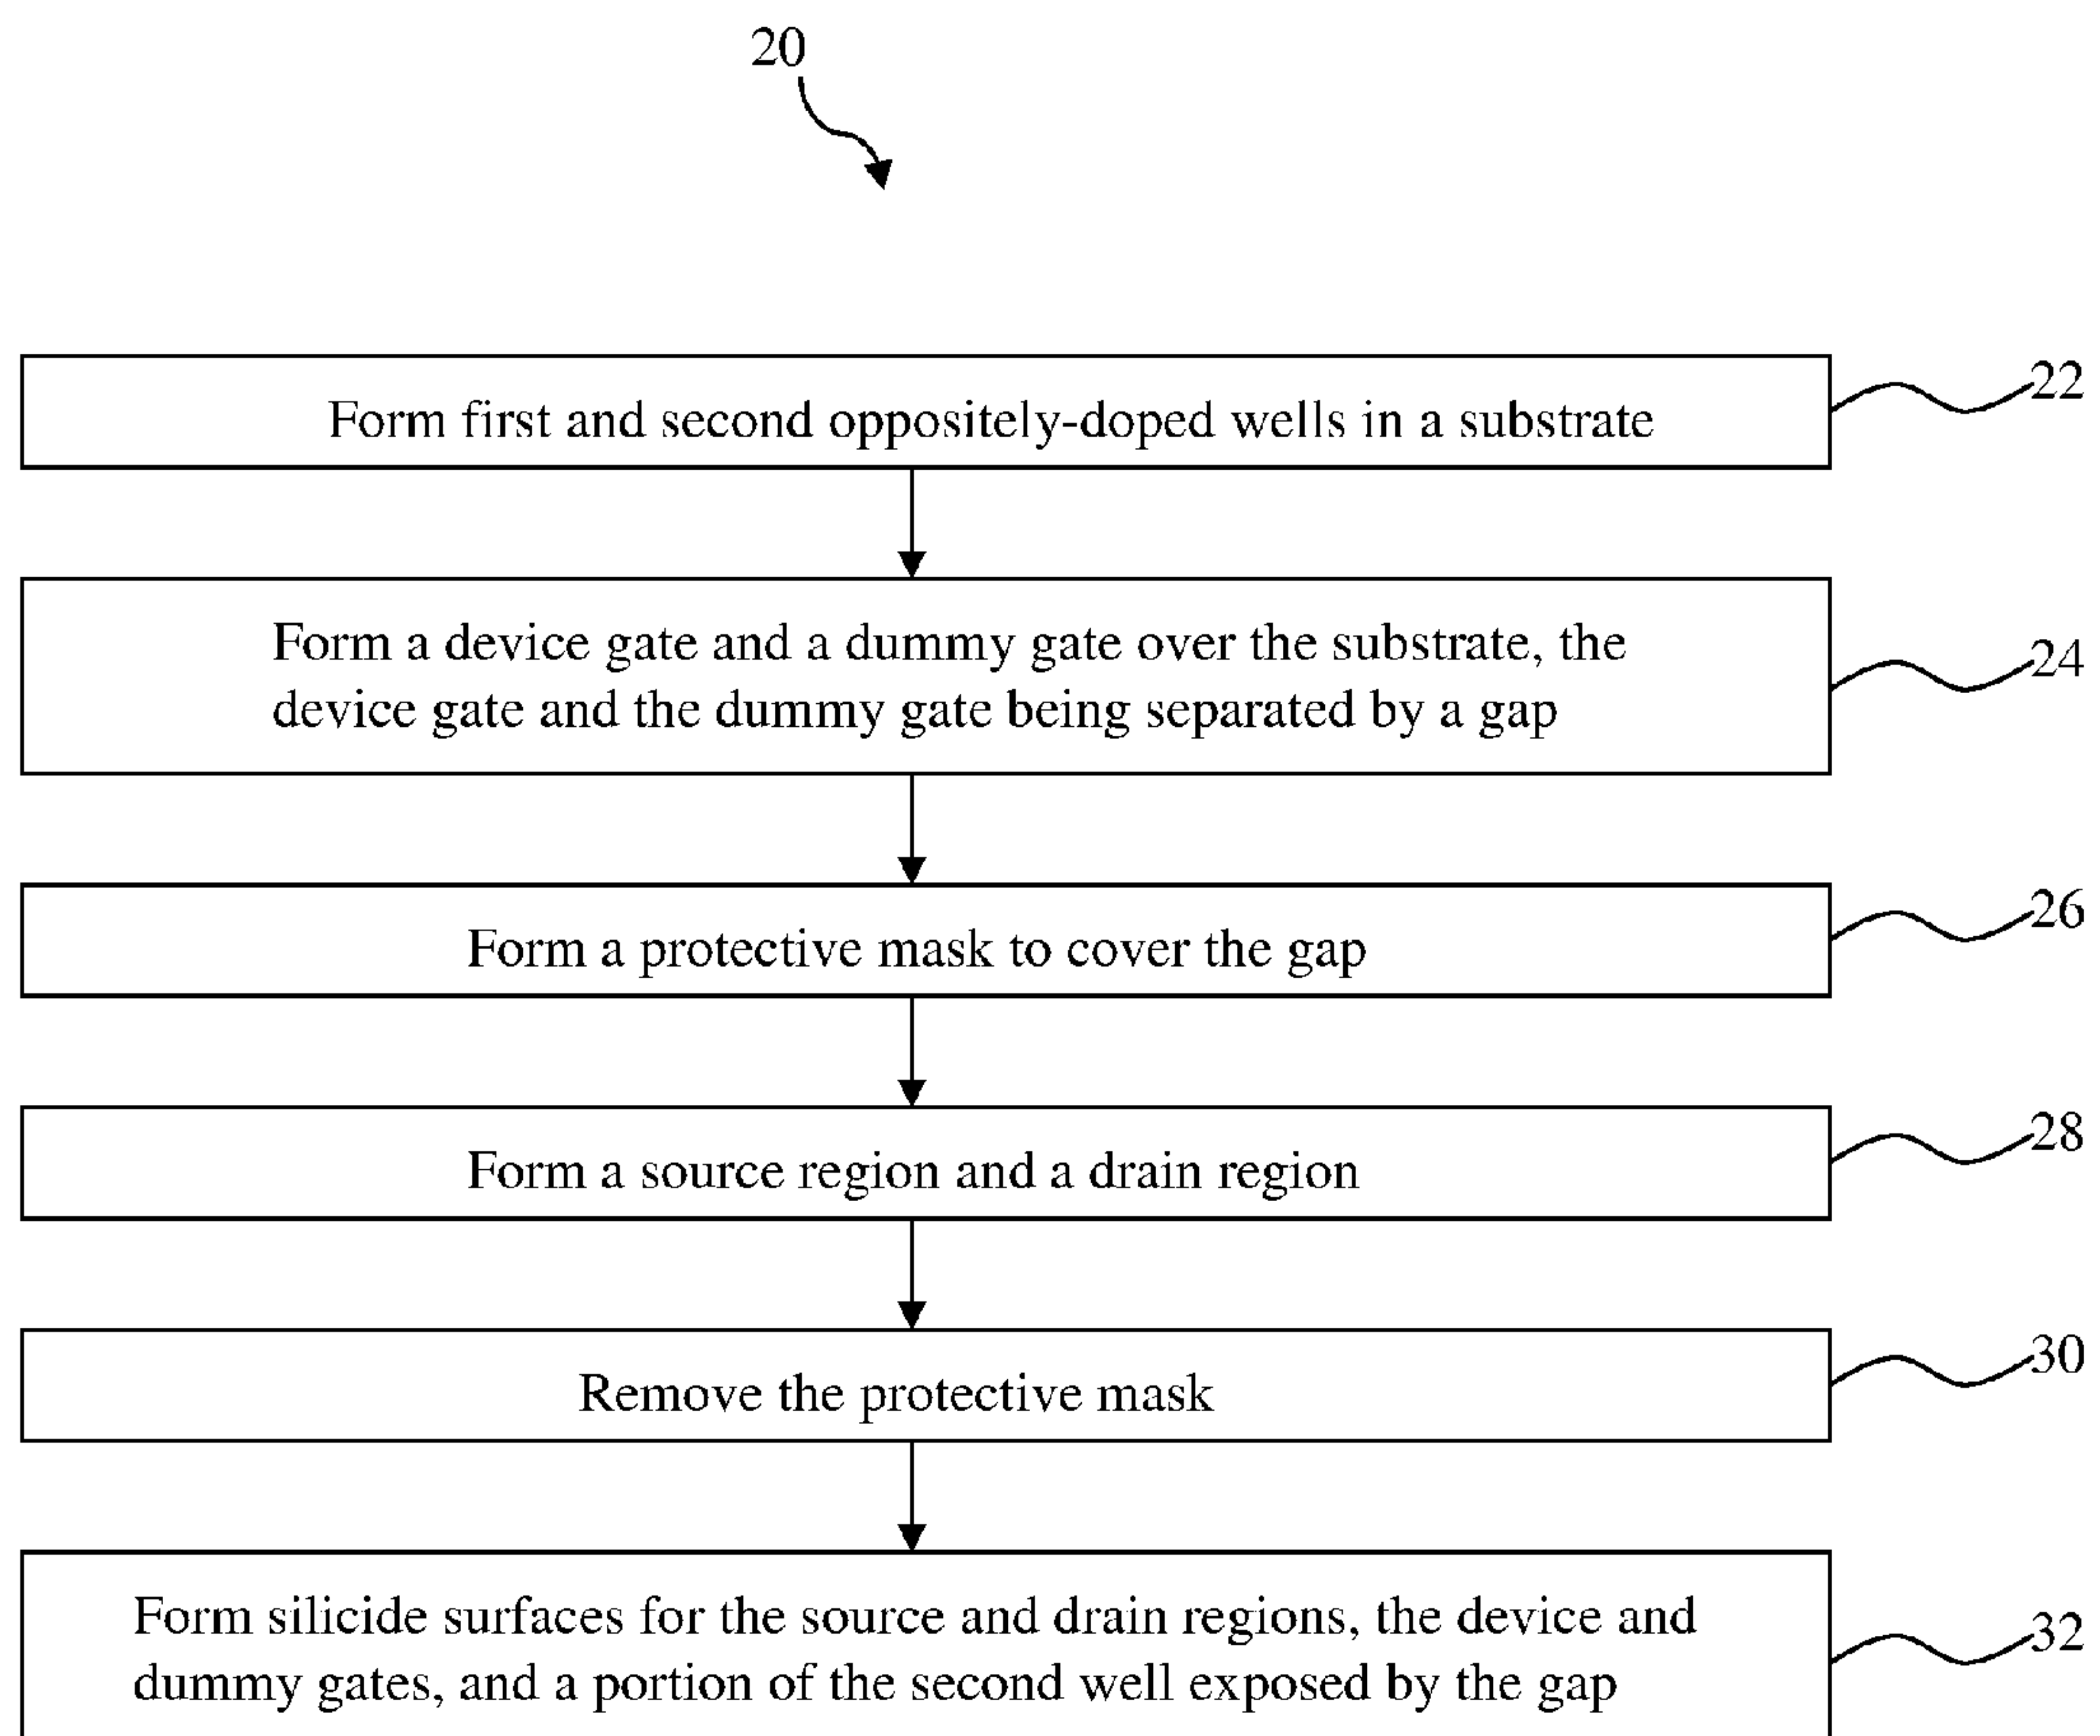 20
Form first and second oppositely-doped wells in a substrate
22
Form a device gate and a dummy gate over the substrate, the
device gate and the dummy gate being separated by a gap
24
Form a protective mask to cover the gap
26
Form a source region and a drain region
28
Remove the protective mask
30
Form silicide surfaces for the source and drain regions, the device and
dummy gates, and a portion of the second well exposed by the gap
32